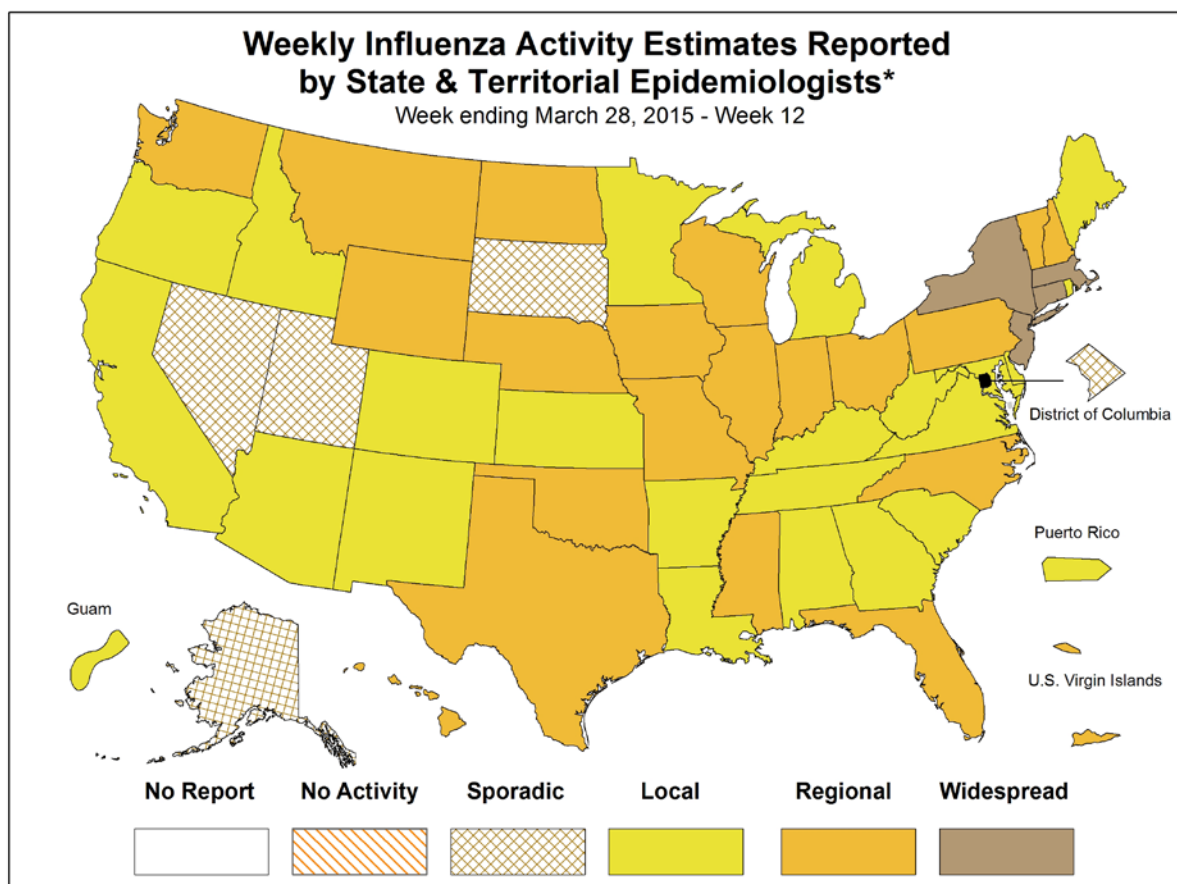 Weekly Influenza Activity Estimates Reported
by State & Territorial Epidemiologists*
Week ending March 28, 2015 - Week 12
District of Columbia
Puerto Rico
Guam
U.S. Virgin Islands
No Report No Activity Sporadic Local Regional Widespread